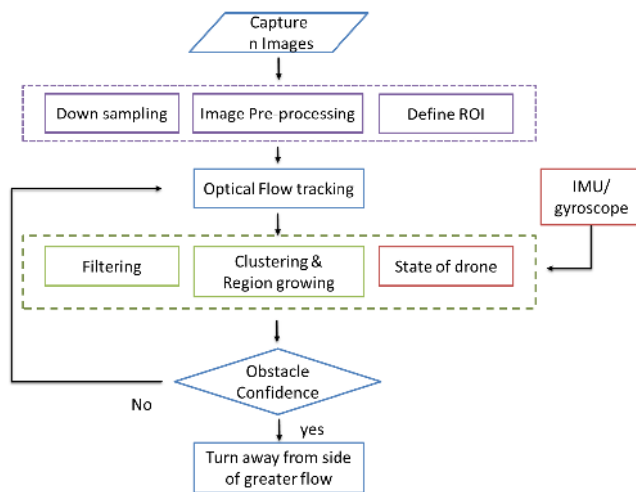 Capture
n Images
Down sampling
Image Pre-processing
Define ROI
Optical Flow tracking
IMU/
gyroscope
Filtering
Clustering &
Region growing
State of drone
Obstacle
Confidence
No
yes
Turn away from side
of greater flow